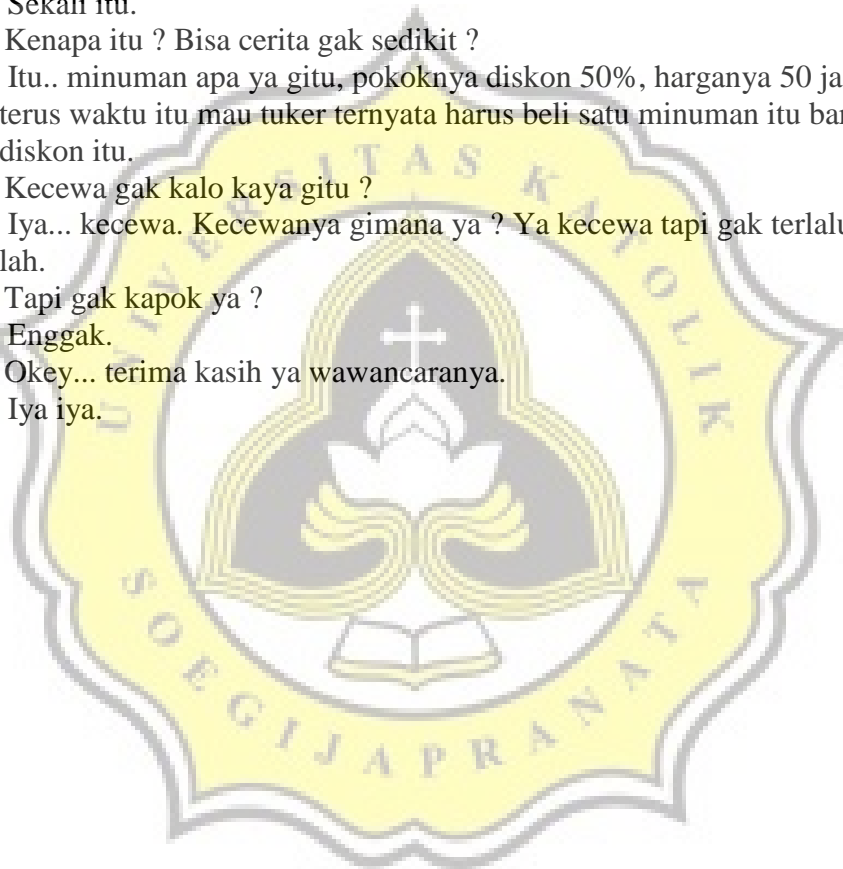 Sekali itu.
Kenapa itu ? Bisa cerita gak sedikit ?
Itu.. minuman apa ya gitu, pokoknya diskon 50%, harganya 50 ja
terus waktu itu mau tuker ternyata harus beli satu minuman itu bar
diskon itu.
Kecewa gak kalo kaya gitu ?
Iya... kecewa. Kecewanya gimana ya ? Ya kecewa tapi gak terlalu
lah.
Tapi gak kapok ya ?
Enggak.
Okey... terima kasih ya wawancaranya.
Iya iya.
UNIVERSITAS KATOLIK
SOEGIJAPRANATA